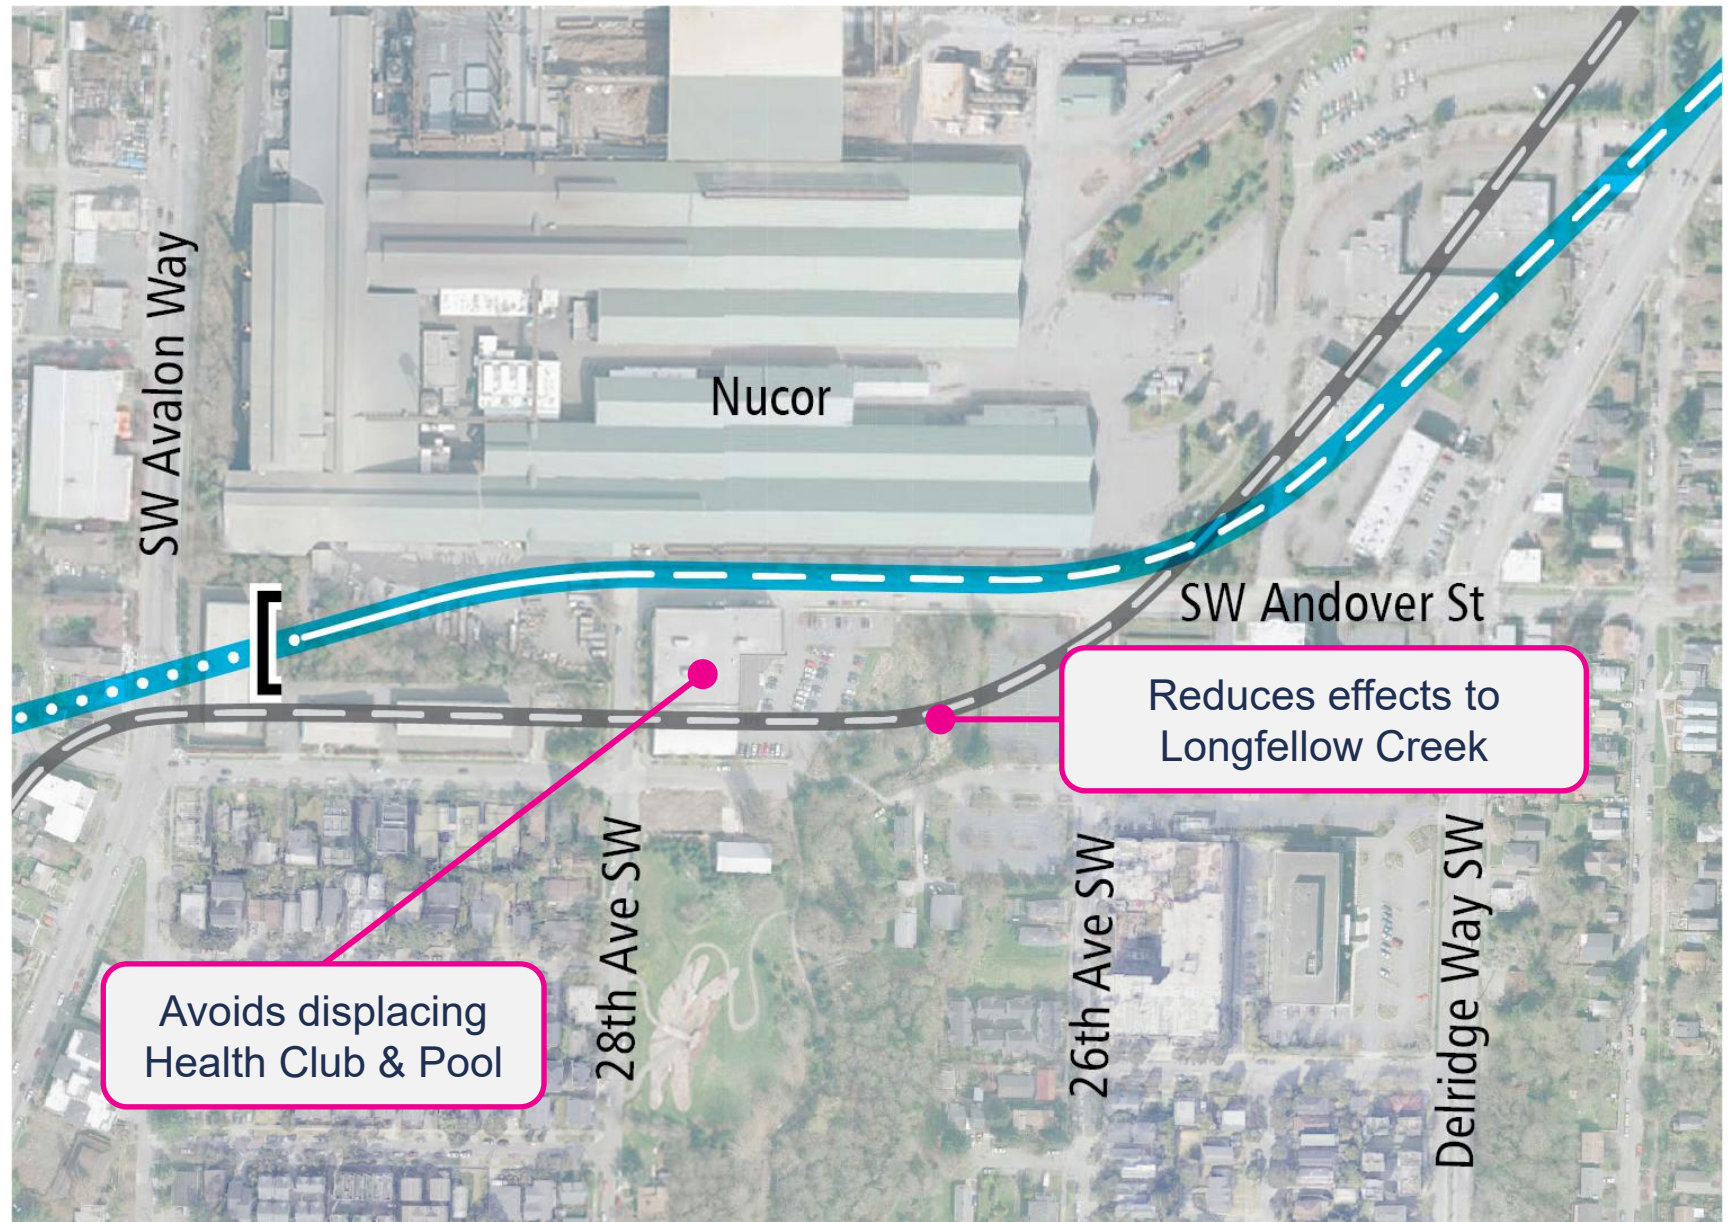 SW Avalon Way
Nucor
SW Andover St
Reduces effects to
Longfellow Creek
28th Ave SW
26th Ave SW
Delridge Way SW
Avoids displacing
Health Club & Pool